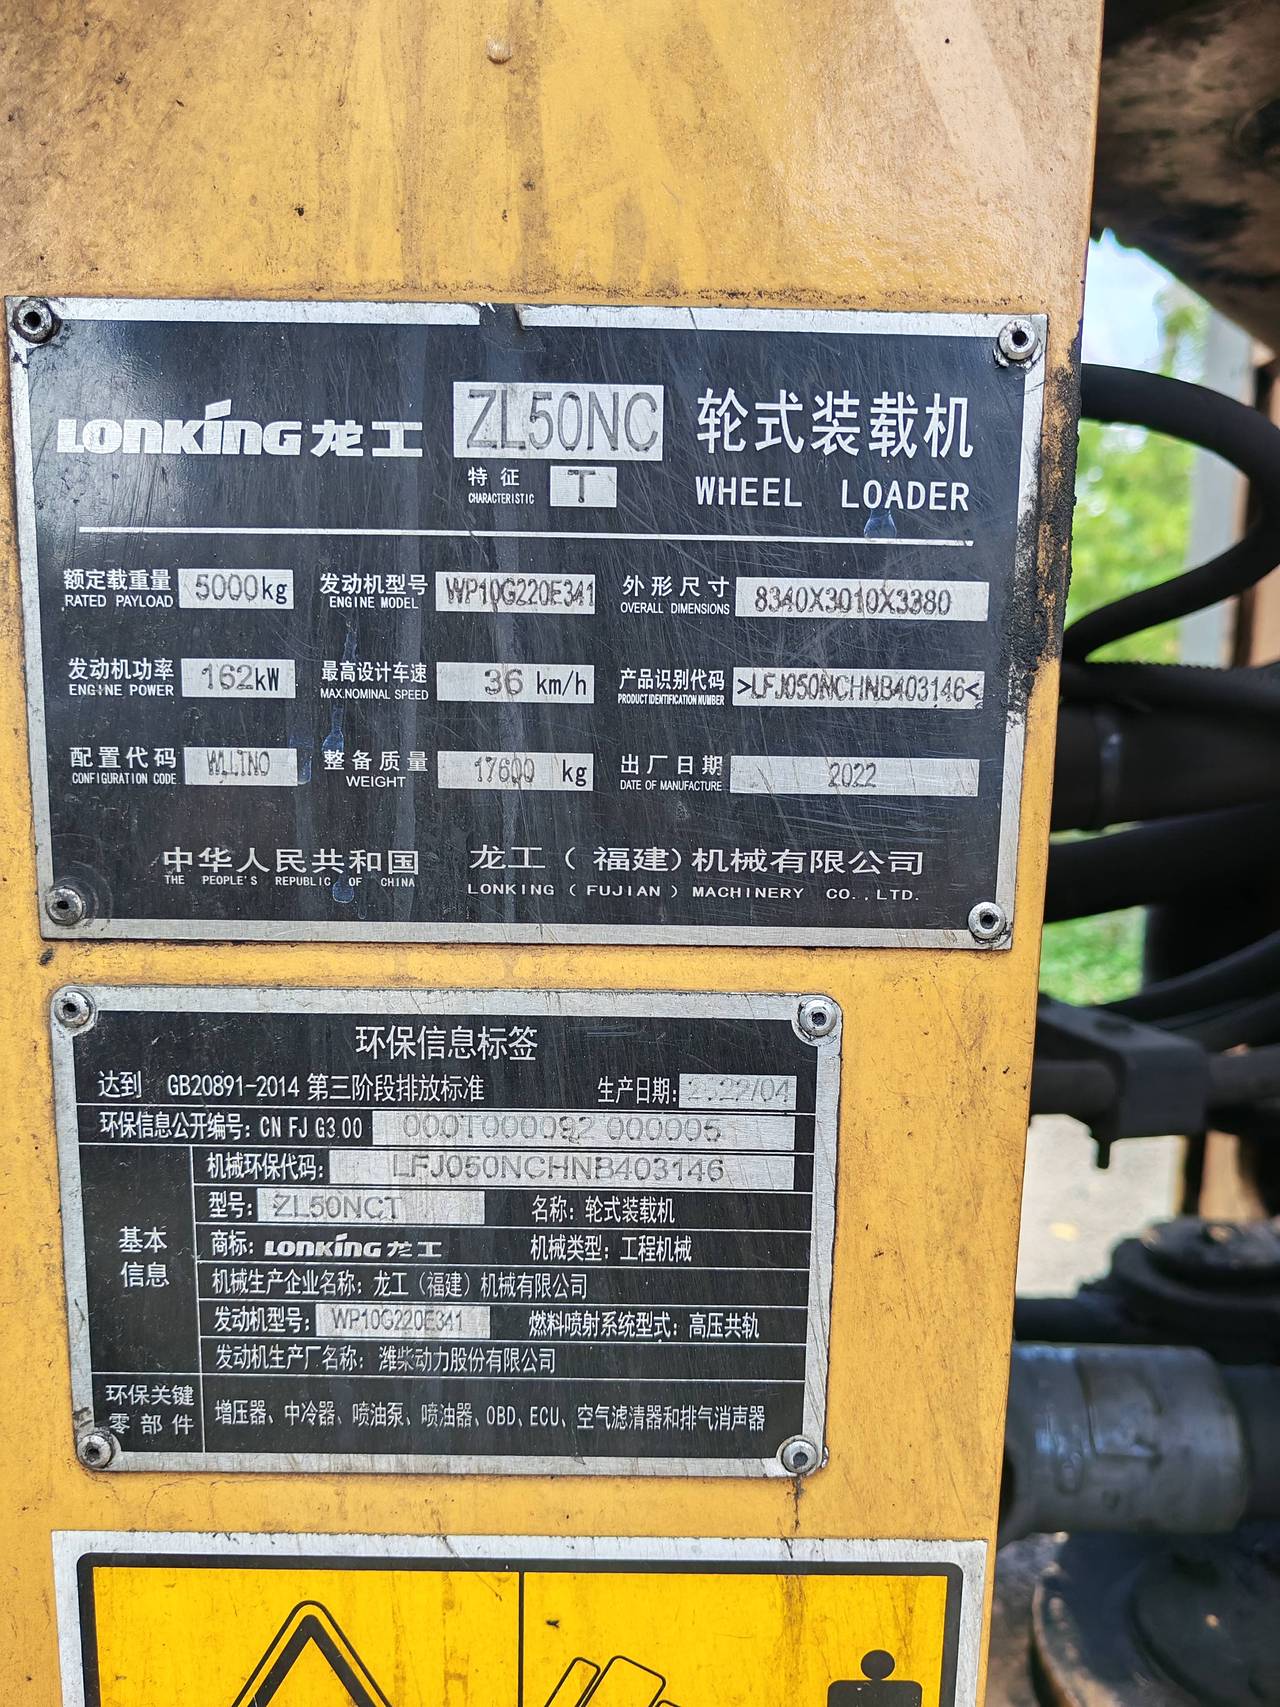 LONKING 龙工 ZL50NC 轮式装载机
特征 T
CHARACTERISTIC
WHEEL LOADER
额定载重量 5000kg 发动机型号 WP10G220E341 外形尺寸 8340X3010X3380
RATED PAYLOAD ENGINE MODEL OVERALL DIMENSIONS
发动机功率 162kW 最高设计车速 36 km/h 产品识别代码 >LFJ050NCHNB403146<
ENGINE POWER MAX.NOMINAL SPEED PRODUCT IDENTIFICATION NUMBER
配置代码 WLLTNO 整备质量 17600 kg 出厂日期 2022
CONFIGURATION CODE WEIGHT DATE OF MANUFACTURE
中华人民共和国 龙工(福建)机械有限公司
THE PEOPLE'S REPUBLIC OF CHINA LONKING ( FUJIAN ) MACHINERY CO.,LTD.
环保信息标签
达到 GB20891-2014 第三阶段排放标准 生产日期: 2022/04
环保信息公开编号: CN FJ G3 00 000T000092 000005
机械环保代码: LFJ050NCHNB403146
型号: ZL50NCT 名称: 轮式装载机
基本信息
商标: LONKING 龙工 机械类型: 工程机械
机械生产企业名称: 龙工(福建)机械有限公司
发动机型号: WP10G220E341 燃料喷射系统型式: 高压共轨
发动机生产厂名称: 潍柴动力股份有限公司
环保关键零部件 增压器、中冷器、喷油泵、喷油器、OBD、ECU、空气滤清器和排气消声器